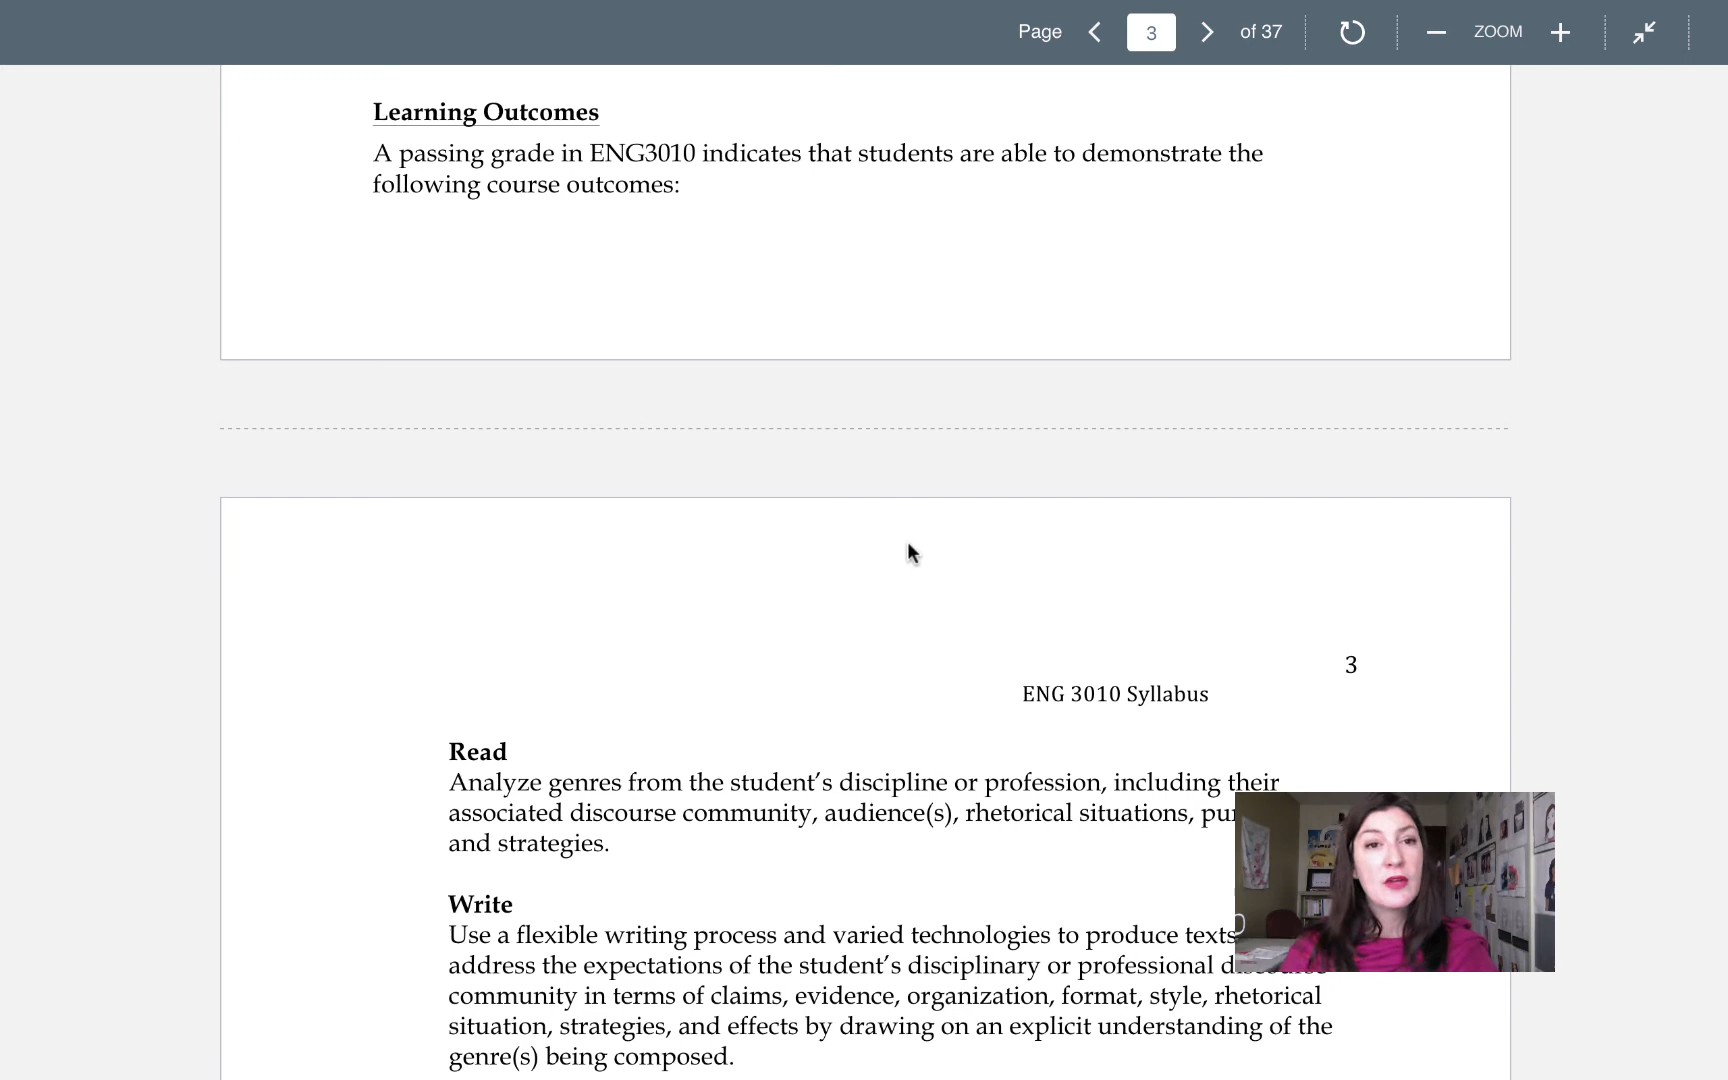 Page 3 of 37 ZOOM
Learning Outcomes
A passing grade in ENG3010 indicates that students are able to demonstrate the
following course outcomes:
3
ENG 3010 Syllabus
Read
Analyze genres from the student’s discipline or profession, including their
associated discourse community, audience(s), rhetorical situations,
and strategies.
Write
Use a flexible writing process and varied technologies to produce texts
address the expectations of the student’s disciplinary or professional
community in terms of claims, evidence, organization, format, style, rhetorical
situation, strategies, and effects by drawing on an explicit understanding of the
genre(s) being composed.